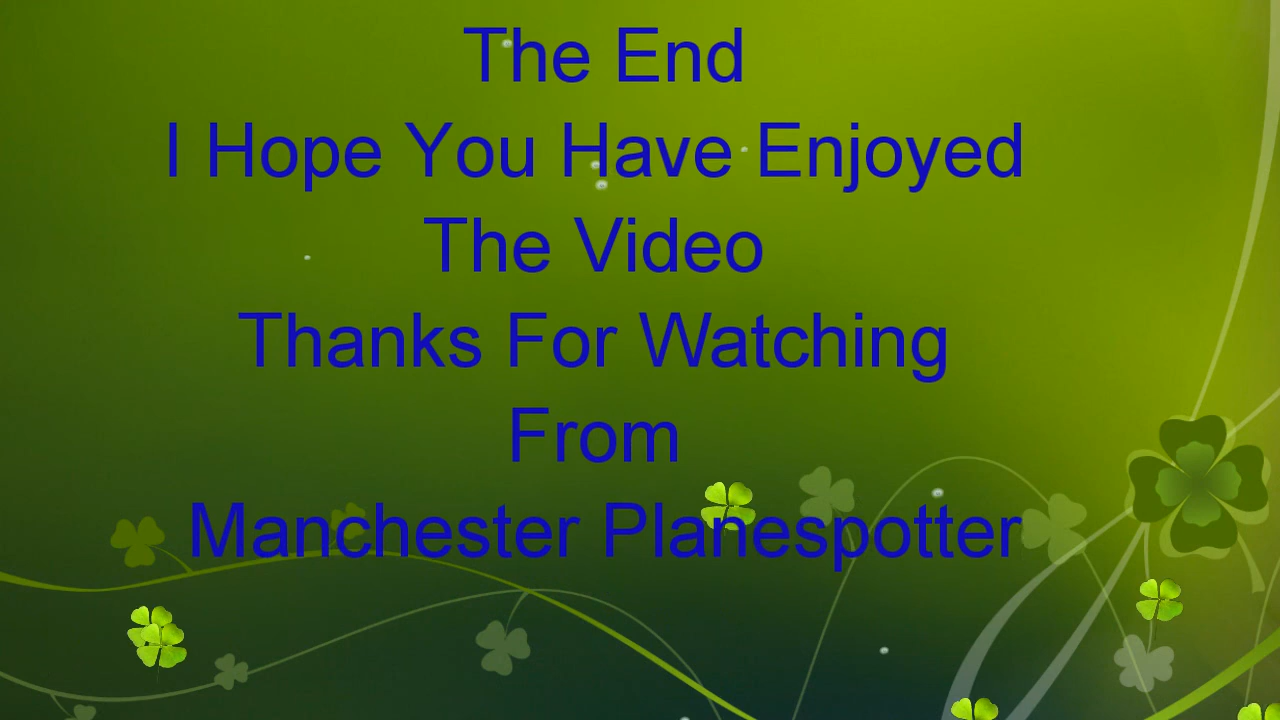 The End
I Hope You Have Enjoyed
The Video
Thanks For Watching
From
Manchester Planespotter